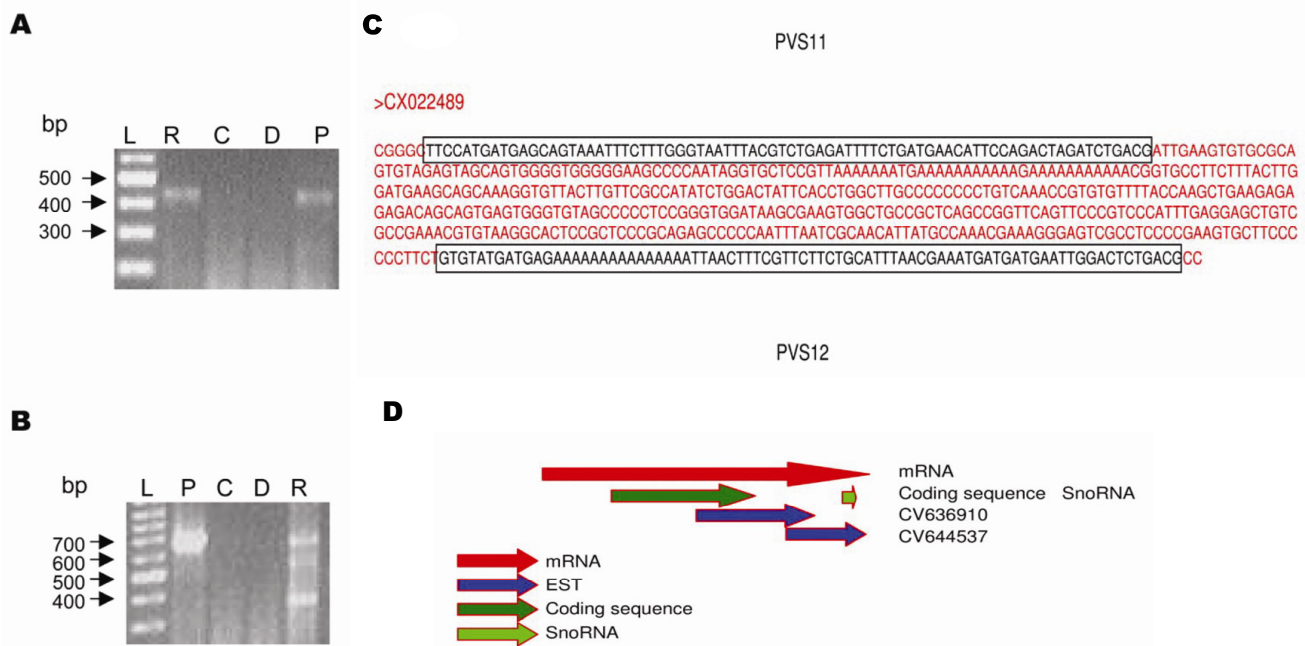 A
bp
L R C D P
500
400
300
B
bp
L P C D R
700
600
500
400
C
PVS11
>CX022489
CGGGCTTCCATGATGAGCAGTAAATTTCTTTGGGTAATTTACGTCTGAGATTTTCTGATGAACATTCCAGACTAGATCTGACGATTGAAGTGTGCGCA
GTGTAGAGTAGCAGTGGGGTGGGGGAAGCCCCAATAGGTGCTCCGTTAAAAAAATGAAAAAAAAAAAGAAAAAAAAAAACGGTGCCTTCTTTACTTG
GATGAAGCAGCAAAGGTGTTACTTGTTCGCCATATCTGGACTATTCACCTGGCTTGCCCCCCCCTGTCAAACCGTGTGTTTTACCAAGCTGAAGAGA
GAGACAGCAGTGAGTGGGTGTAGCCCCCTCCGGGTGGATAAGCGAAGTGGCTGCCGCTCAGCCGGTTCAGTTCCCGTCCCATTTGAGGAGCTGTC
GCCGAAACGTGTAAGGCACTCCGCTCCCGCAGAGCCCCCAATTTAATCGCAACATTATGCCAAACGAAAGGGAGTCGCCTCCCCGAAGTGCTTCCC
CCCTTCTGTGTATGATGAGAAAAAAAAAAAAAAAATTAACTTTCGTTCTTCTGCATTTAACGAAATGATGATGAATTGGACTCTGACGCC
PVS12
D
mRNA
Coding sequence SnoRNA
CV636910
CV644537
mRNA
EST
Coding sequence
SnoRNA